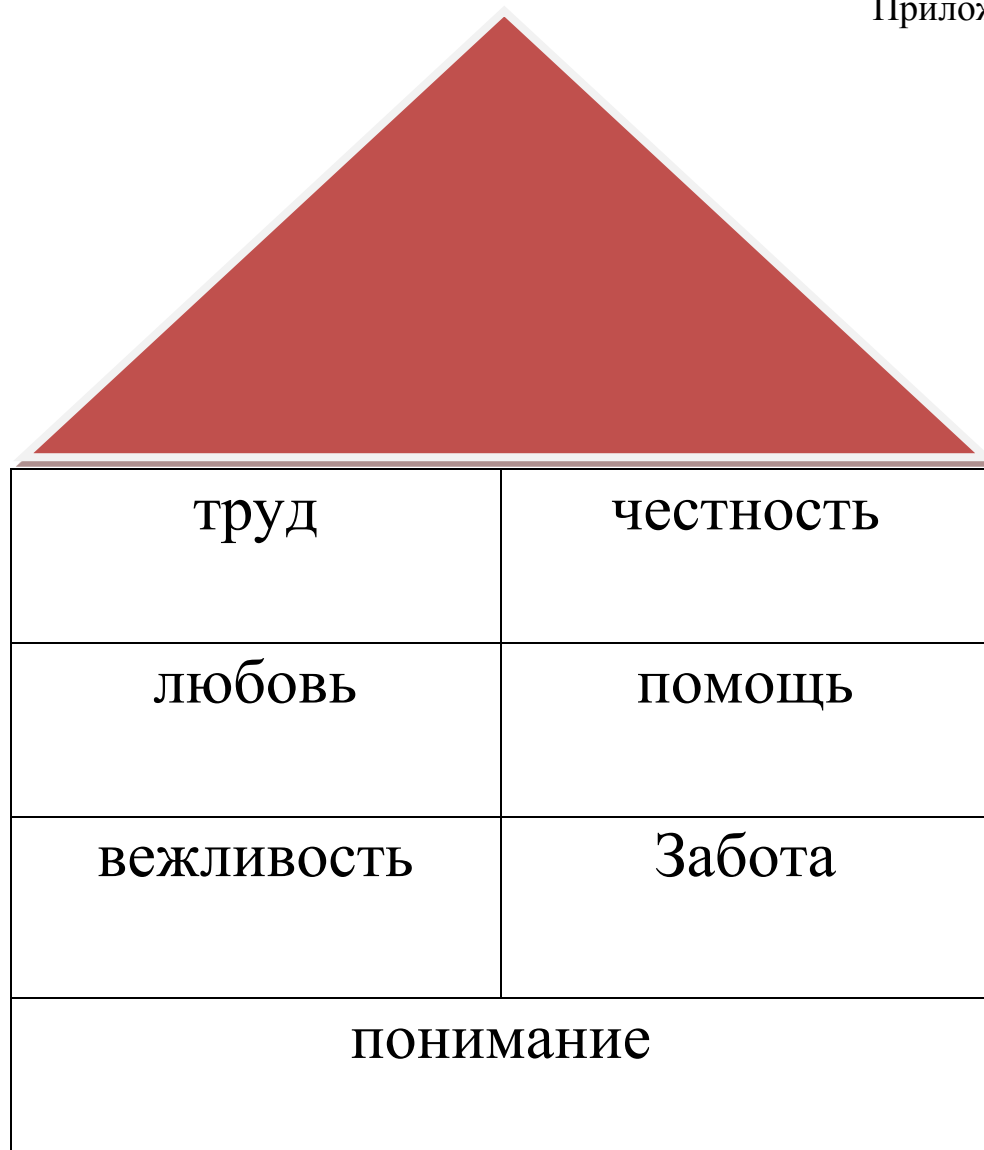 Прилож
труд честность
любовь помощь
вежливость Забота
понимание